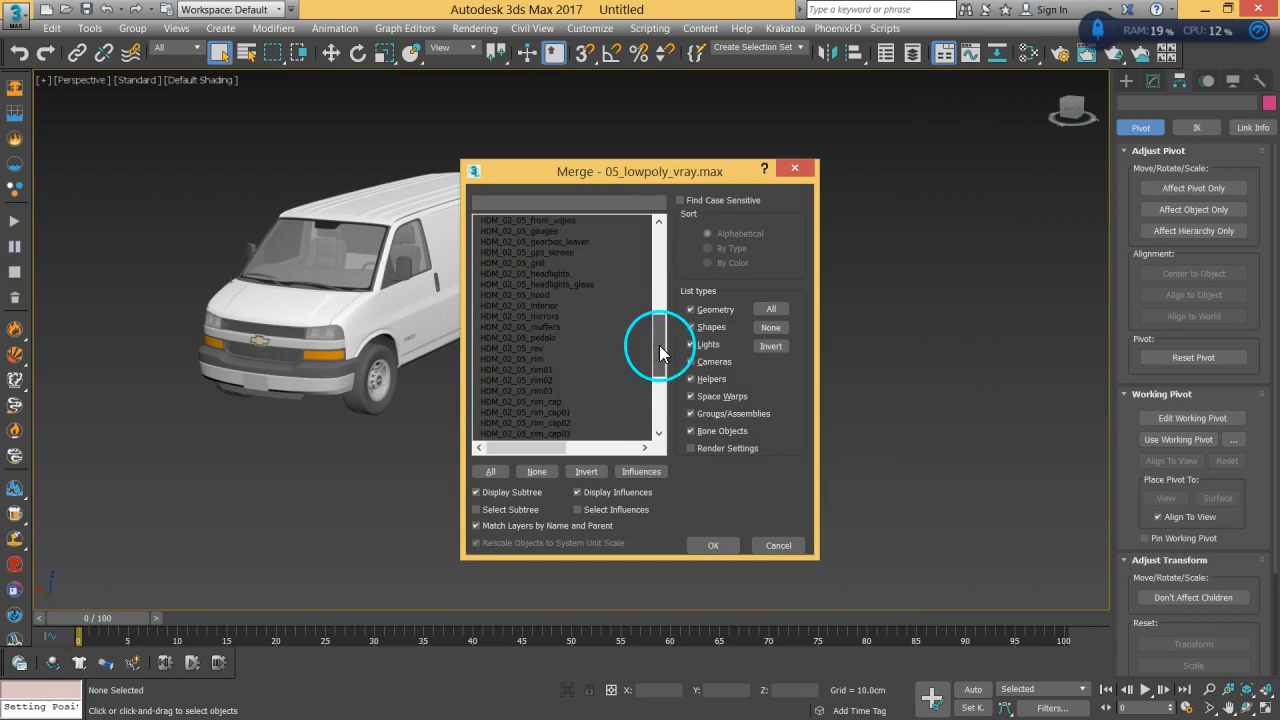 Workspace: Default
Autodesk 3ds Max 2017    Untitled
Type a keyword or phrase
Sign In
MAX
Edit Tools Group Views Create Modifiers Animation Graph Editors Rendering Civil View Customize Scripting Content Help Krakatoa PhoenixFD Scripts
RAM: 19 % CPU: 12 %
All
View
Create Selection Set
[+] [Perspective] [Standard] [Default Shading]
Merge - 05_lowpoly_vray.max
?
Find Case Sensitive
Sort
Alphabetical
By Type
By Color
HDM_02_05_front_wipes
HDM_02_05_gauges
HDM_02_05_gearbox_leaver
HDM_02_05_gps_screen
HDM_02_05_grill
HDM_02_05_headlights_
HDM_02_05_headlights_glass
HDM_02_05_hood
HDM_02_05_interior
HDM_02_05_mirrors
HDM_02_05_muffers
HDM_02_05_pedals
HDM_02_05_rev
HDM_02_05_rim
HDM_02_05_rim01
HDM_02_05_rim02
HDM_02_05_rim03
HDM_02_05_rim_cap
HDM_02_05_rim_cap01
HDM_02_05_rim_cap02
HDM_02_05_rim_cap03
List types
Geometry All
Shapes None
Lights Invert
Cameras
Helpers
Space Warps
Groups/Assemblies
Bone Objects
Render Settings
All None Invert Influences
Display Subtree Display Influences
Select Subtree Select Influences
Match Layers by Name and Parent
Rescale Objects to System Unit Scale
OK Cancel
Pivot IK Link Info
Adjust Pivot
Move/Rotate/Scale:
Affect Pivot Only
Affect Object Only
Affect Hierarchy Only
Alignment:
Center to Object
Align to Object
Align to World
Pivot:
Reset Pivot
Working Pivot
Edit Working Pivot
Use Working Pivot ...
Align To View Reset
Place Pivot To:
View Surface
Align To View
Pin Working Pivot
Adjust Transform
Move/Rotate/Scale:
Don't Affect Children
Reset:
Transform
Scale
< 0 / 100 >
0 5 10 15 20 25 30 35 40 45 50 55 60 65 70 75 80 85 90 95 100
None Selected
X: Y: Z: Grid = 10.0cm
Auto Selected
Setting Posi
Click or click-and-drag to select objects
Add Time Tag
Set K. Filters...
0